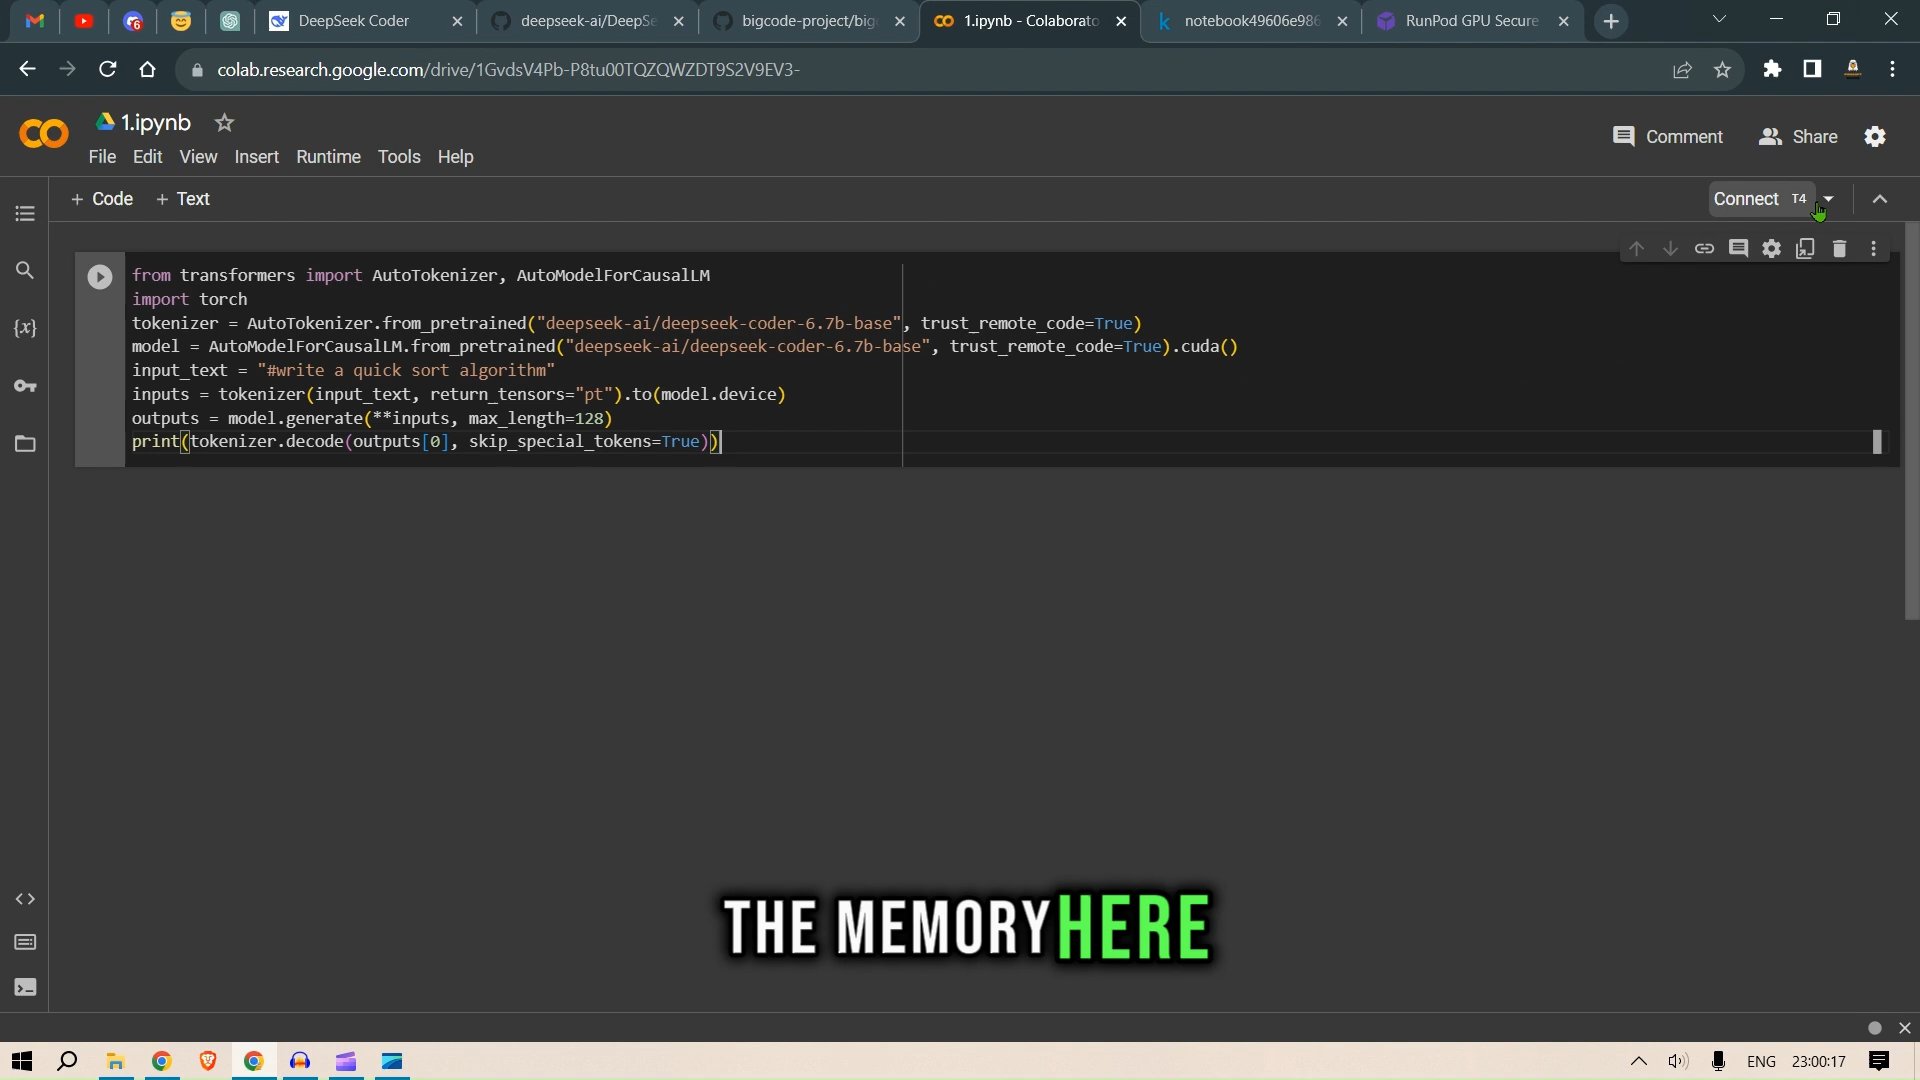 DeepSeek Coder
deepseek-ai/DeepSe
bigcode-project/big
1.ipynb - Colaborato
notebook49606e986
RunPod GPU Secure
colab.research.google.com/drive/1GvdsV4Pb-P8tu00TQZQWZDT9S2V9EV3-
1.ipynb
File Edit View Insert Runtime Tools Help
Comment
Share
+ Code + Text
Connect T4
from transformers import AutoTokenizer, AutoModelForCausalLM
import torch
tokenizer = AutoTokenizer.from_pretrained("deepseek-ai/deepseek-coder-6.7b-base", trust_remote_code=True)
model = AutoModelForCausalLM.from_pretrained("deepseek-ai/deepseek-coder-6.7b-base", trust_remote_code=True).cuda()
input_text = "#write a quick sort algorithm"
inputs = tokenizer(input_text, return_tensors="pt").to(model.device)
outputs = model.generate(**inputs, max_length=128)
print(tokenizer.decode(outputs[0], skip_special_tokens=True))
THE MEMORY HERE
ENG 23:00:17